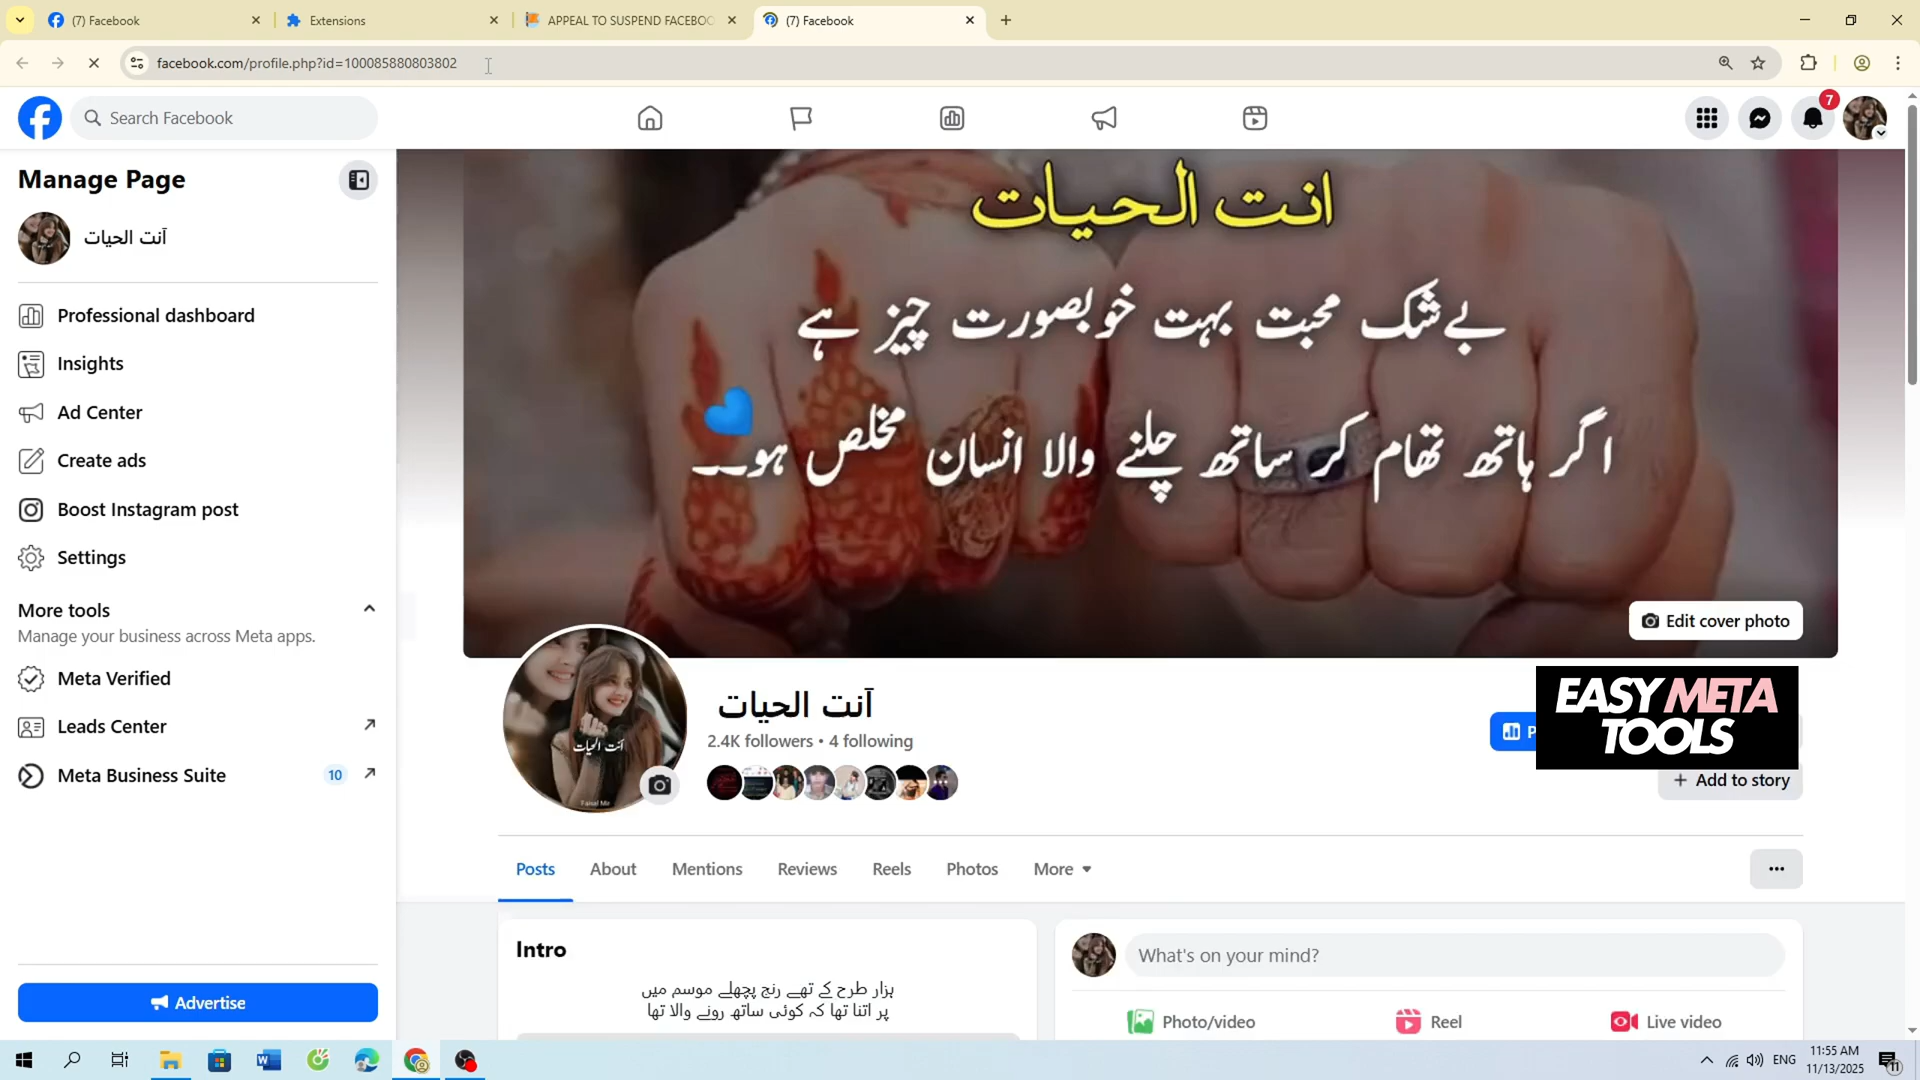 (7) Facebook
Extensions
APPEAL TO SUSPEND FACEBOO
(7) Facebook
facebook.com/profile.php?id=100085880803802
Search Facebook
7
Manage Page
آنت الحیات
Professional dashboard
Insights
Ad Center
Create ads
Boost Instagram post
Settings
More tools
Manage your business across Meta apps.
Meta Verified
Leads Center
Meta Business Suite
10
Advertise
انت الحیات
بے شک محبت بہت خوبصورت چیز ہے
اگر ہاتھ تھام کر ساتھ چلنے والا انسان مخلص ہو۔۔
Edit cover photo
انت الحیات
Faisal Mir
آنت الحیات
2.4K followers • 4 following
P
EASY META
TOOLS
+ Add to story
Posts
About
Mentions
Reviews
Reels
Photos
More
Intro
ہزار طرح کے تھے رنج پچھلے موسم میں
پر اتنا تھا کہ کوئی ساتھ رونے والا تھا
What's on your mind?
Photo/video
Reel
Live video
ENG
11:55 AM
11/13/2025
11